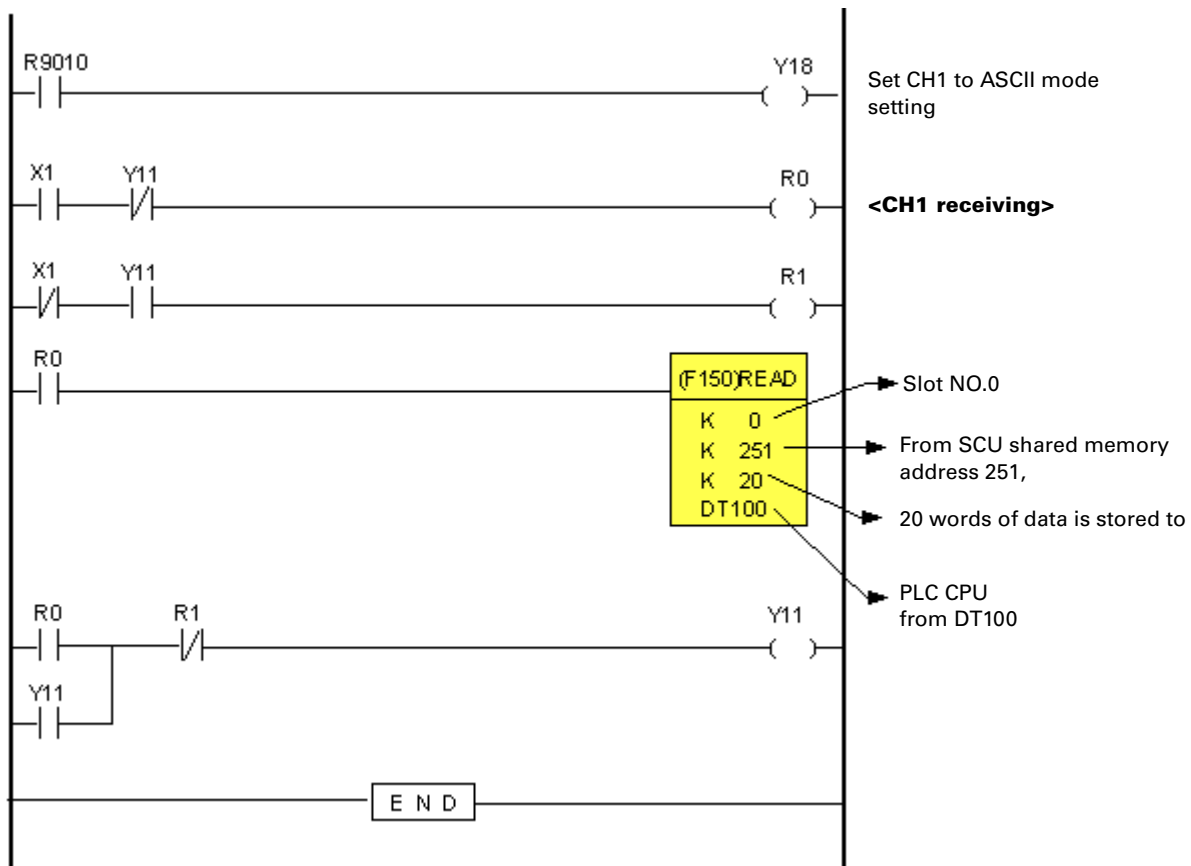 R9010
Y18
Set CH1 to ASCII mode
setting
X1 Y11 R0
<CH1 receiving>
X1 Y11 R1
R0
(F150)READ
K 0
K 251
K 20
DT100
Slot NO.0
From SCU shared memory
address 251,
20 words of data is stored to
PLC CPU
from DT100
R0 R1 Y11
Y11
E N D